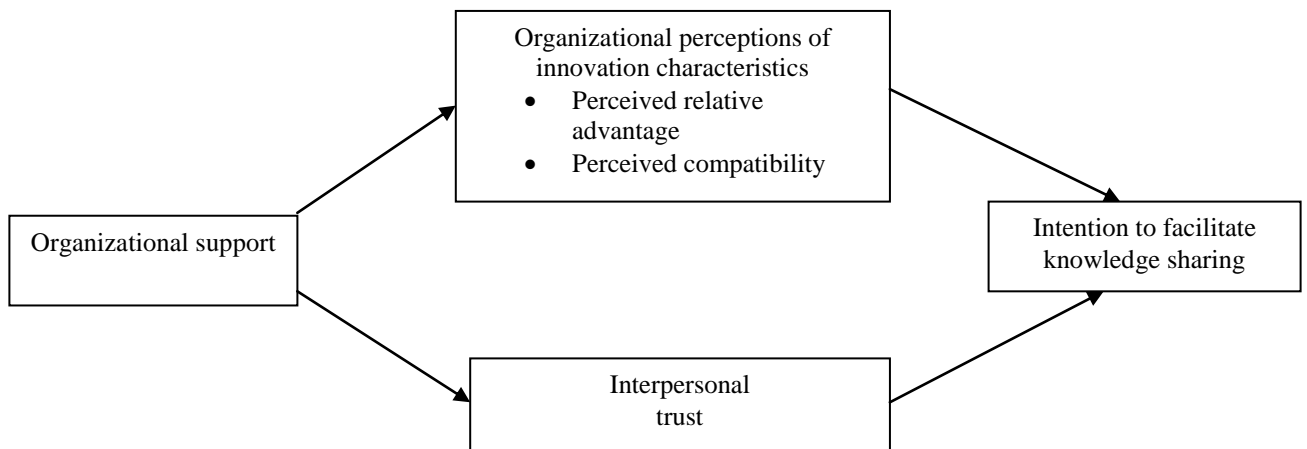 Organizational perceptions of
innovation characteristics
• Perceived relative
advantage
• Perceived compatibility
Organizational support
Intention to facilitate
knowledge sharing
Interpersonal
trust